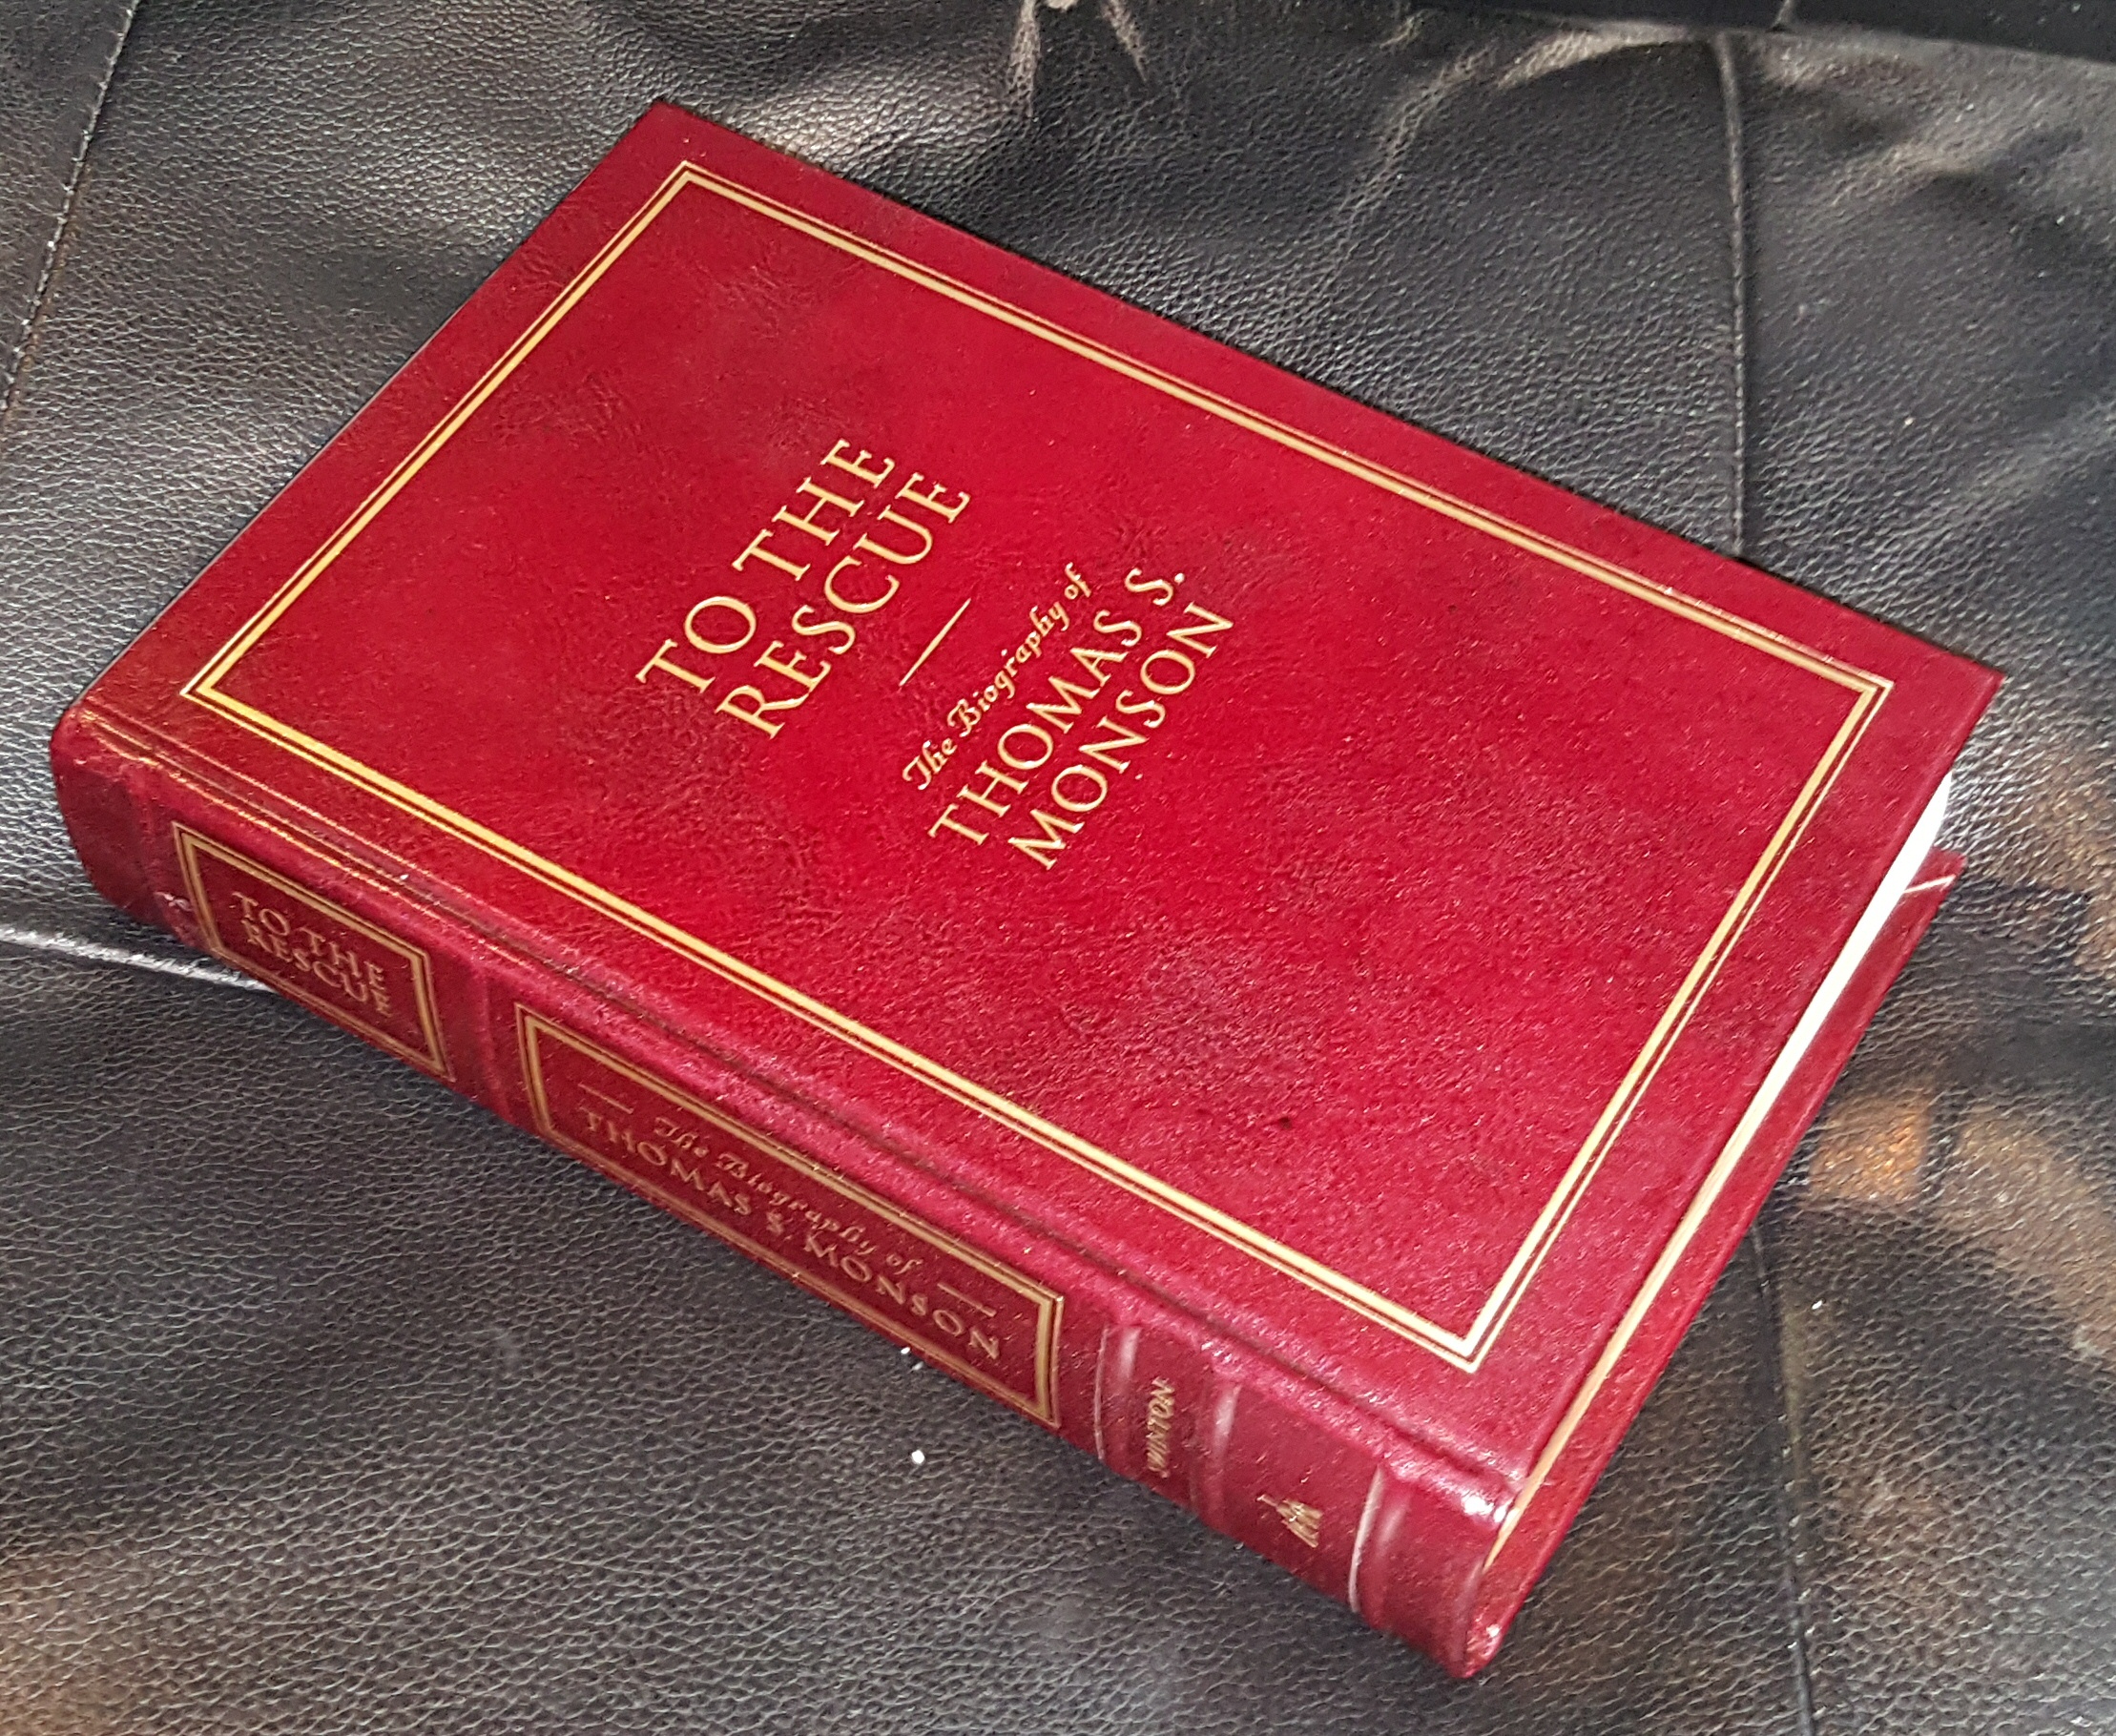 TO THE
RESCUE
The Biography of
THOMAS S.
MONSON
TO THE
RESCUE
The Biography of
THOMAS S. MONSON
SWINTON